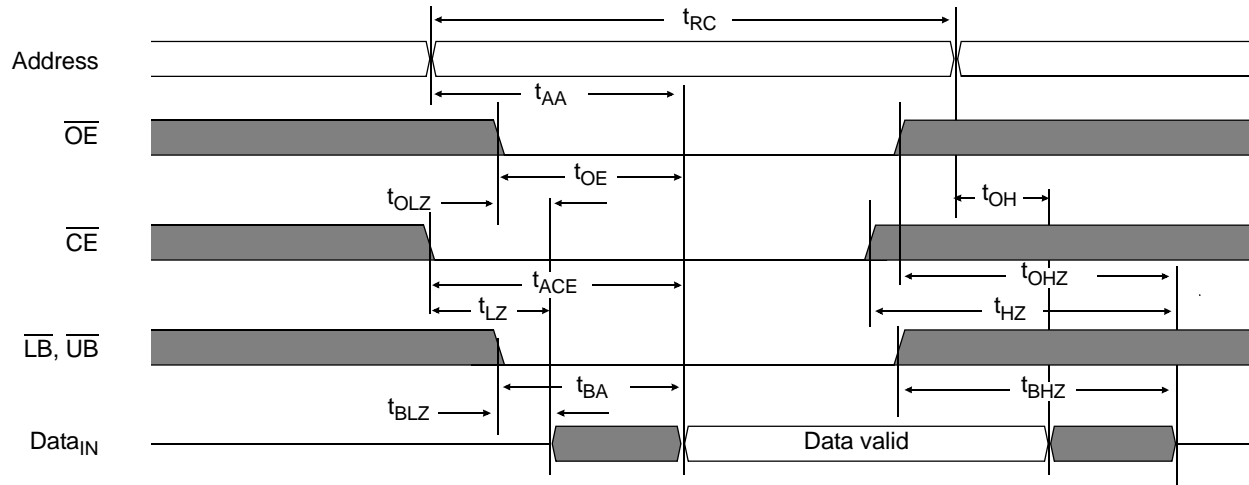 tRC
Address
tAA
OE
tOE
tOLZ
tOH
CE
tOHZ
tACE
tLZ
tHZ
LB, UB
tBA
tBHZ
tBLZ
DataIN
Data valid